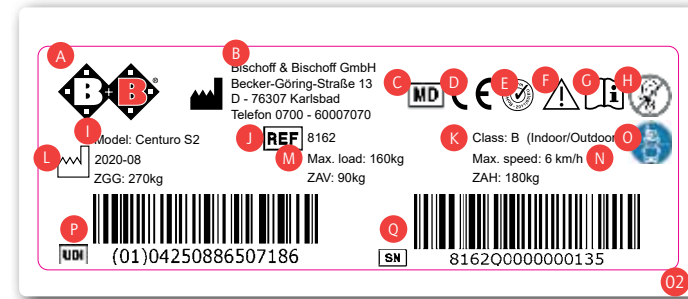 A
B
B+B®
Bischoff & Bischoff GmbH
Becker-Göring-Straße 13
D - 76307 Karlsbad
Telefon 0700 - 60007070
C
MD
D
CE
E
F
G
i
H
I
Model: Centuro S2
J
REF
8162
K
Class: B (Indoor/Outdoor
O
L
2020-08
M
Max. load: 160kg
Max. speed: 6 km/h
N
ZGG: 270kg
ZAV: 90kg
ZAH: 180kg
P
UDI
(01)04250886507186
Q
SN
8162Q0000000135
02